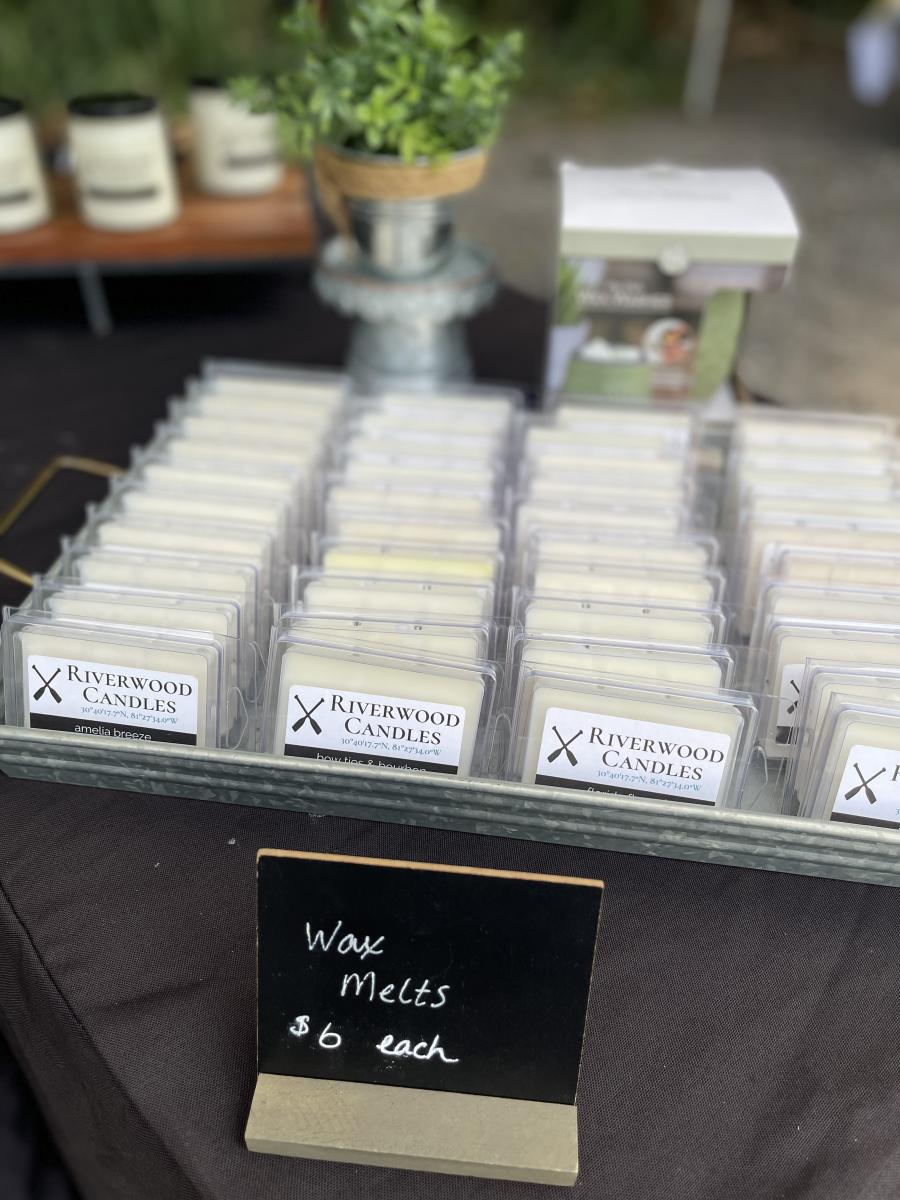 RIVERWOOD
CANDLES
30°40'17.7"N, 81°27'34.0"W
amelia breeze
RIVERWOOD
CANDLES
30°40'17.7"N, 81°27'34.0"W
bow ties & bourbon
RIVERWOOD
CANDLES
30°40'17.7"N, 81°27'34.0"W
Wax
Melts
$6 each